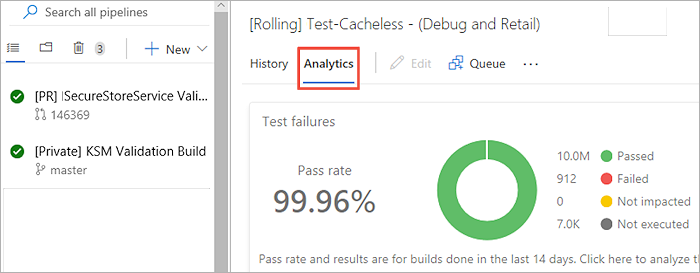 Search all pipelines
3
New
[PR] |SecureStoreService Vali...
146369
[Private] KSM Validation Build
master
[Rolling] Test-Cacheless - (Debug and Retail)
History Analytics Edit Queue ...
Test failures
Pass rate
99.96%
10.0M Passed
912 Failed
0 Not impacted
7.0K Not executed
Pass rate and results are for builds done in the last 14 days. Click here to analyze t